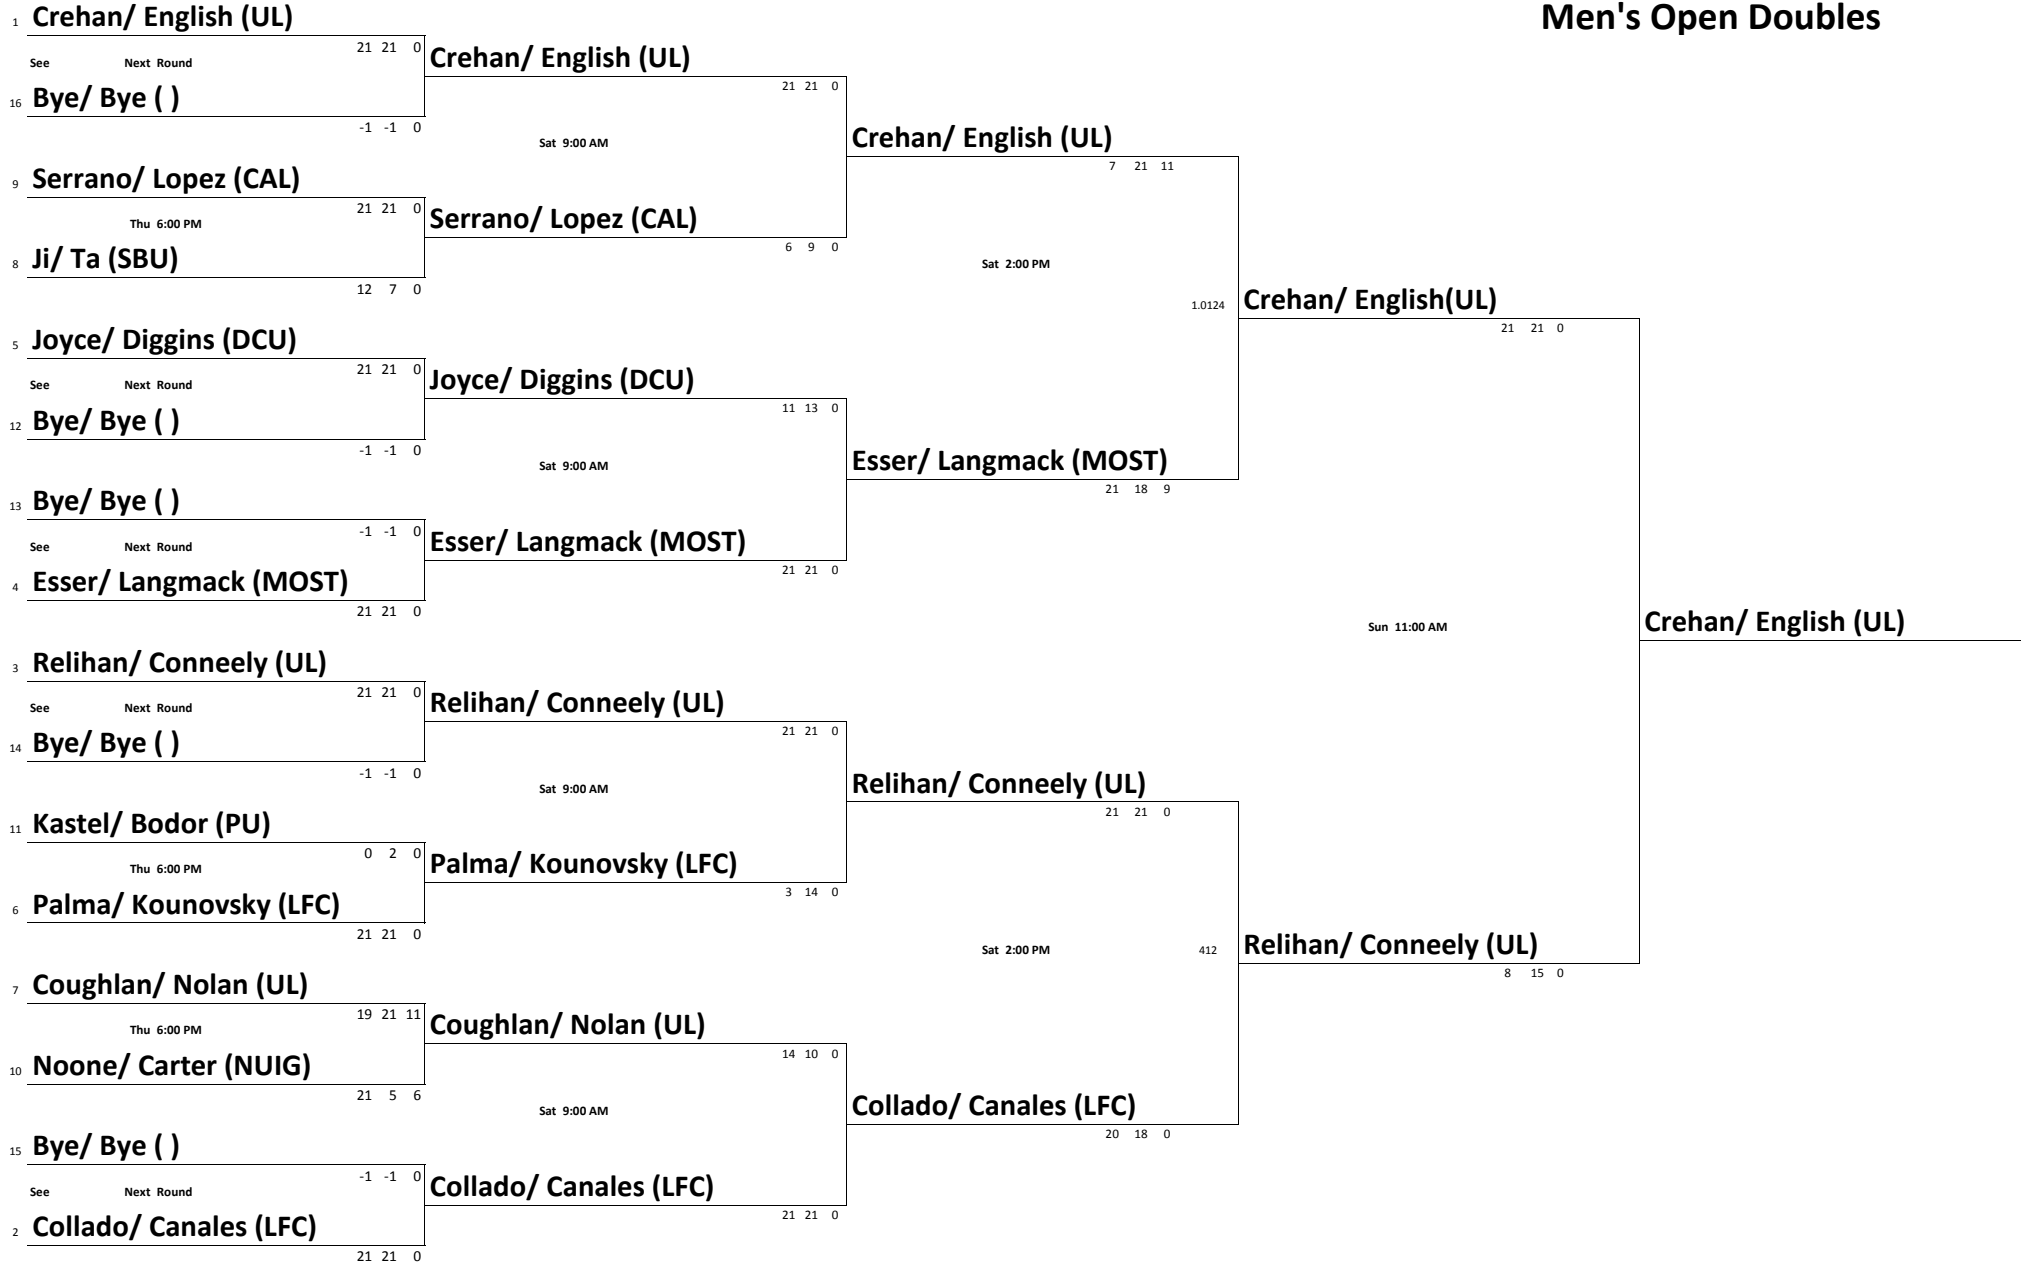 Men's Open Doubles
1 Crehan/ English (UL)
21 21 0
See Next Round
16 Bye/ Bye ( )
-1 -1 0
9 Serrano/ Lopez (CAL)
21 21 0
Thu 6:00 PM
8 Ji/ Ta (SBU)
12 7 0
5 Joyce/ Diggins (DCU)
21 21 0
See Next Round
12 Bye/ Bye ( )
-1 -1 0
13 Bye/ Bye ( )
-1 -1 0
See Next Round
4 Esser/ Langmack (MOST)
21 21 0
3 Relihan/ Conneely (UL)
21 21 0
See Next Round
14 Bye/ Bye ( )
-1 -1 0
11 Kastel/ Bodor (PU)
0 2 0
Thu 6:00 PM
6 Palma/ Kounovsky (LFC)
21 21 0
7 Coughlan/ Nolan (UL)
19 21 11
Thu 6:00 PM
10 Noone/ Carter (NUIG)
21 5 6
15 Bye/ Bye ( )
-1 -1 0
See Next Round
2 Collado/ Canales (LFC)
21 21 0
Crehan/ English (UL)
21 21 0
Sat 9:00 AM
Serrano/ Lopez (CAL)
6 9 0
Joyce/ Diggins (DCU)
11 13 0
Sat 9:00 AM
Esser/ Langmack (MOST)
21 21 0
Relihan/ Conneely (UL)
21 21 0
Sat 9:00 AM
Palma/ Kounovsky (LFC)
3 14 0
Coughlan/ Nolan (UL)
14 10 0
Sat 9:00 AM
Collado/ Canales (LFC)
21 21 0
Crehan/ English (UL)
7 21 11
Sat 2:00 PM
1.0124
Esser/ Langmack (MOST)
21 18 9
Relihan/ Conneely (UL)
21 21 0
Sat 2:00 PM
412
Collado/ Canales (LFC)
20 18 0
Crehan/ English(UL)
21 21 0
Sun 11:00 AM
Relihan/ Conneely (UL)
8 15 0
Crehan/ English (UL)